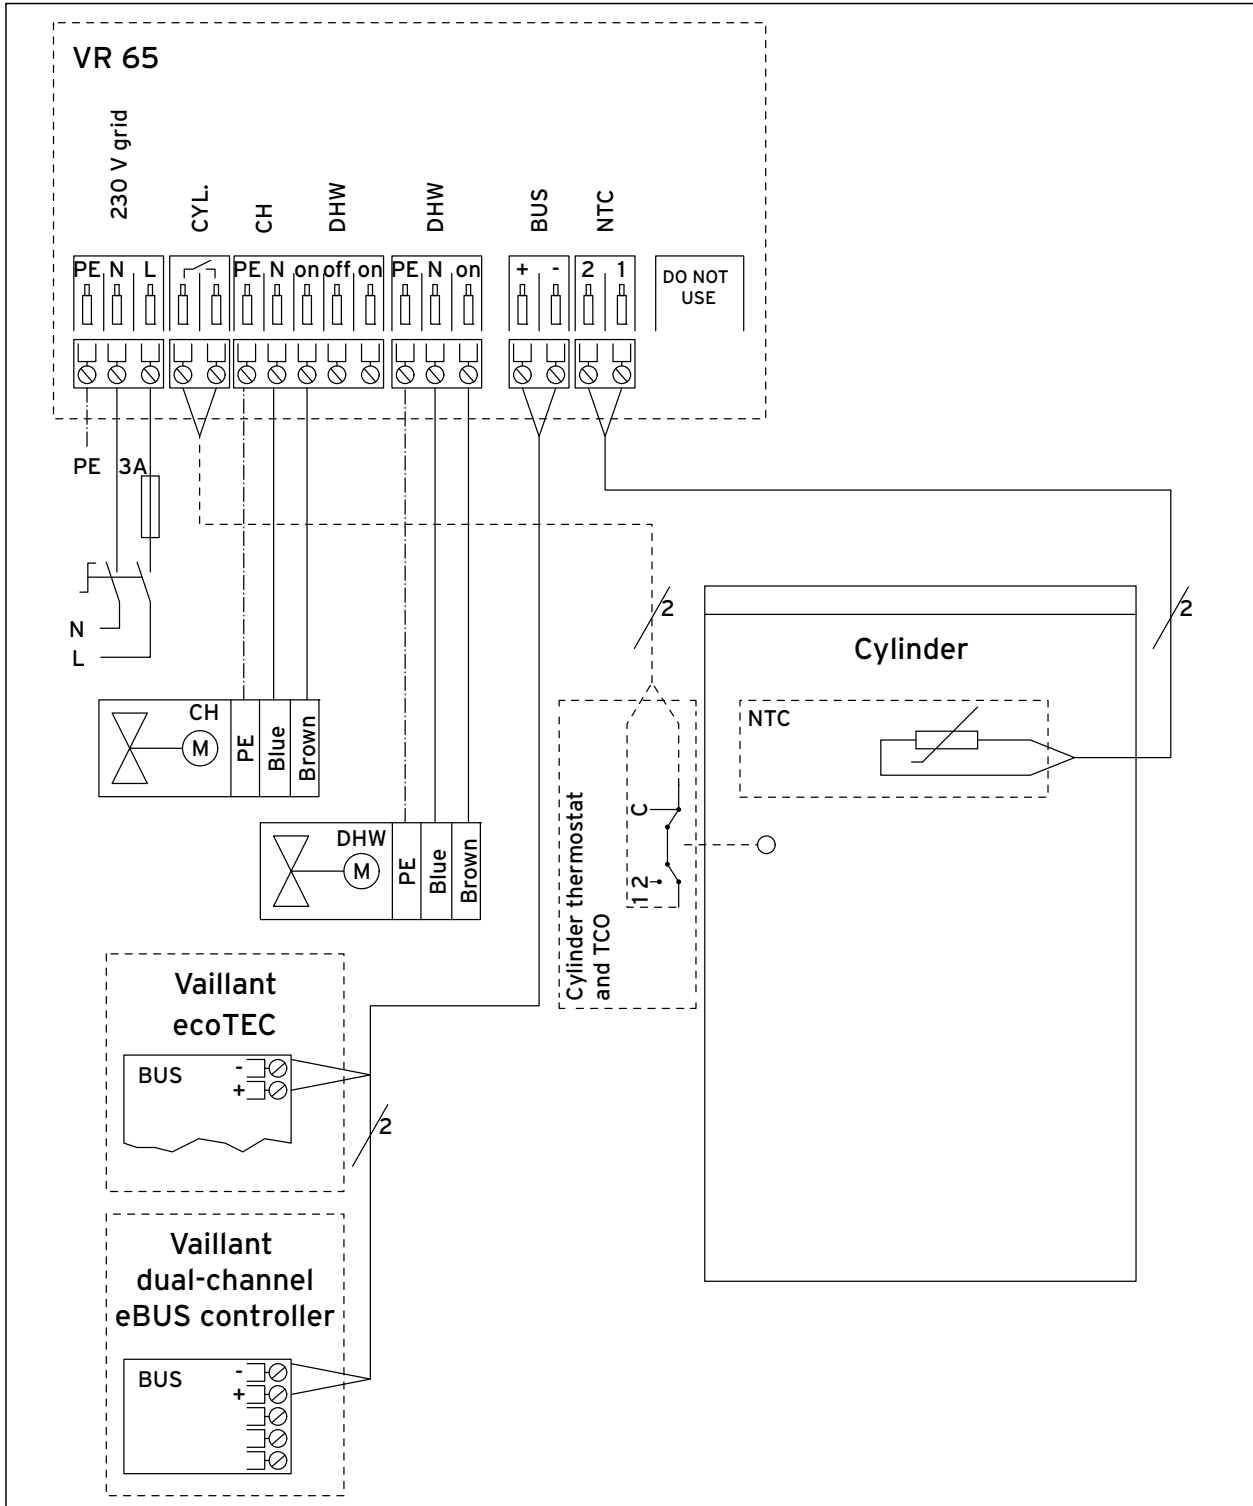 VR 65
230 V grid
CYL.
CH
DHW
DHW
BUS
NTC
PE N L
PE N on off on
PE N on
+ -
2 1
DO NOT
USE
PE 3A
N
L
2
2
Cylinder
NTC
CH
M
PE
Blue
Brown
DHW
M
PE
Blue
Brown
Cylinder thermostat
and TCO
C
1 2
Vaillant
ecoTEC
BUS
-
+
2
Vaillant
dual-channel
eBUS controller
BUS
-
+